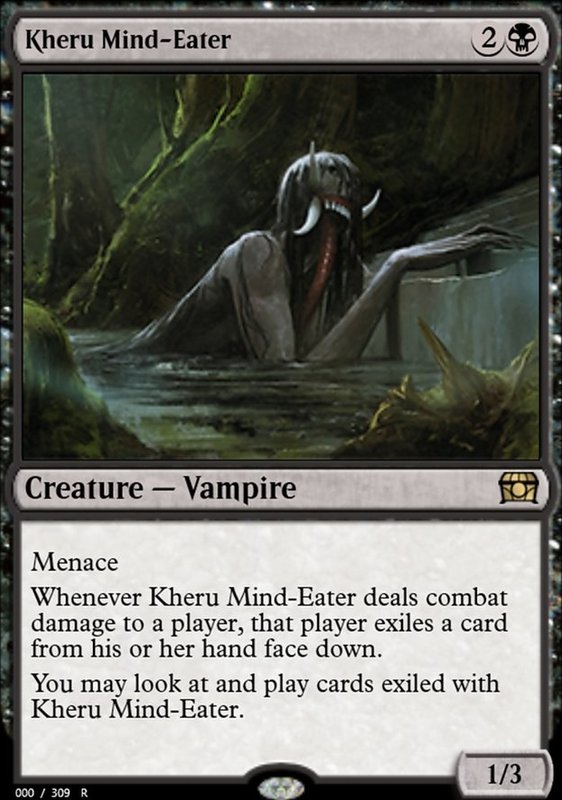 Kheru Mind-Eater 2
Creature — Vampire
Menace
Whenever Kheru Mind-Eater deals combat
damage to a player, that player exiles a card
from his or her hand face down.
You may look at and play cards exiled with
Kheru Mind-Eater.
1/3
000 / 309 R